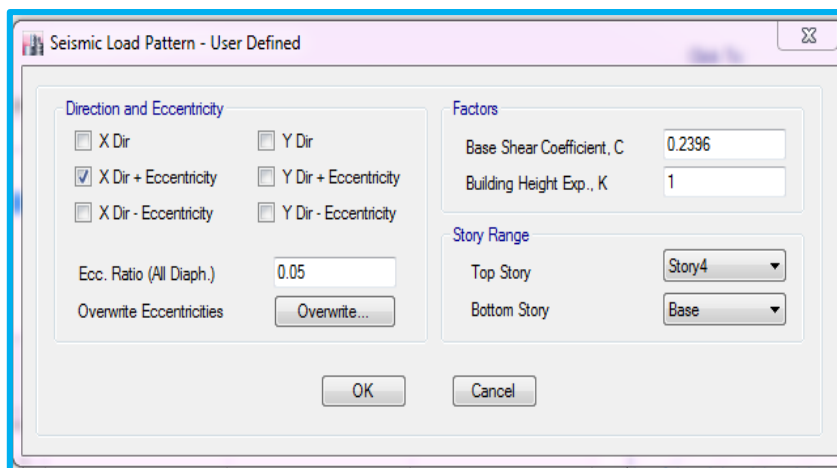 Seismic Load Pattern - User Defined
Direction and Eccentricity
X Dir
Y Dir
X Dir + Eccentricity
Y Dir + Eccentricity
X Dir - Eccentricity
Y Dir - Eccentricity
Ecc. Ratio (All Diaph.)
0.05
Overwrite Eccentricities
Overwrite...
Factors
Base Shear Coefficient, C
0.2396
Building Height Exp., K
1
Story Range
Top Story
Story4
Bottom Story
Base
OK
Cancel